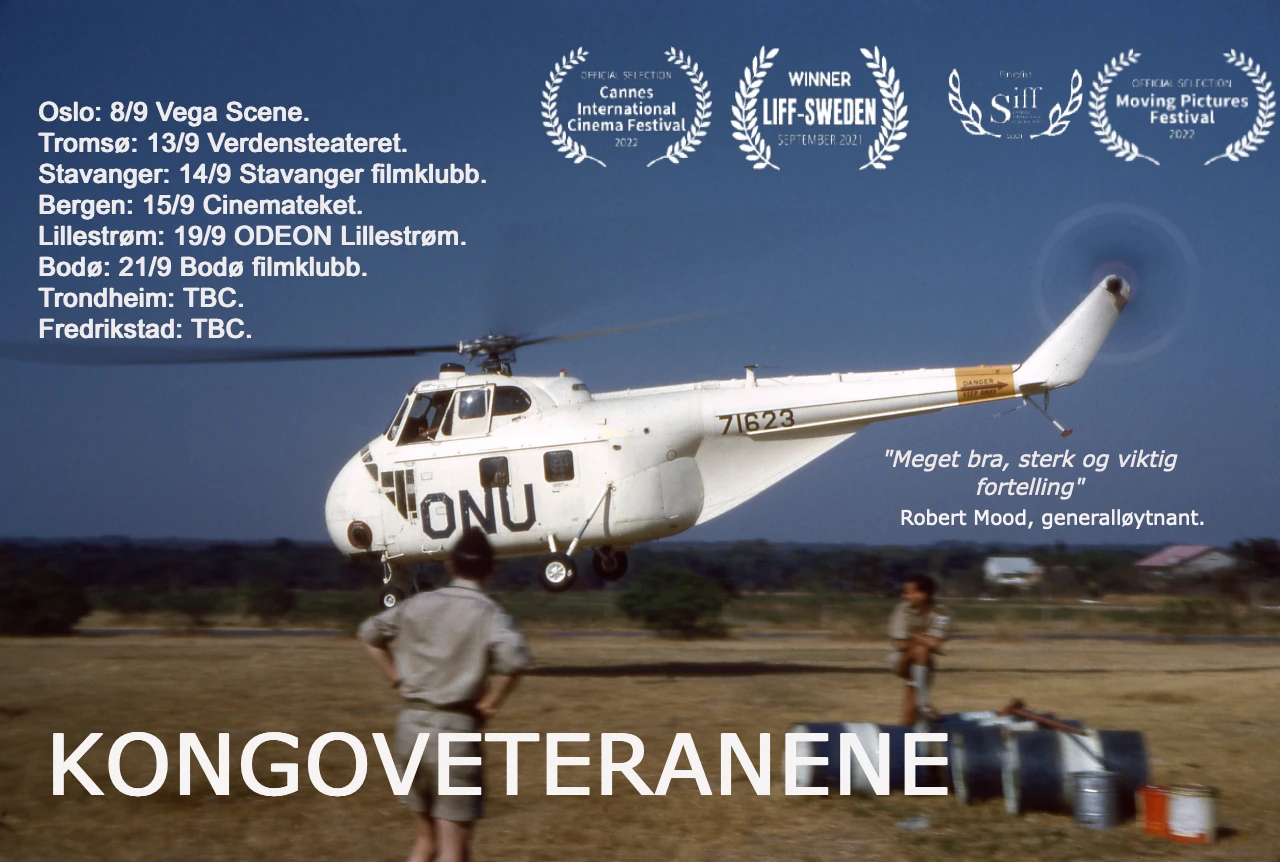 Oslo: 8/9 Vega Scene.
Tromsø: 13/9 Verdensteateret.
Stavanger: 14/9 Stavanger filmklubb.
Bergen: 15/9 Cinemateket.
Lillestrøm: 19/9 ODEON Lillestrøm.
Bodø: 21/9 Bodø filmklubb.
Trondheim: TBC.
Fredrikstad: TBC.
OFFICIAL SELECTION
Cannes
International
Cinema Festival
2022
WINNER
LIFF-SWEDEN
SEPTEMBER 2021
Finalist
Siff
2021
OFFICIAL SELECTION
Moving Pictures
Festival
2022
DANGER
KEEP AWAY
71623
ONU
"Meget bra, sterk og viktig
fortelling"
Robert Mood, generalløytnant.
KONGOVETERANENE